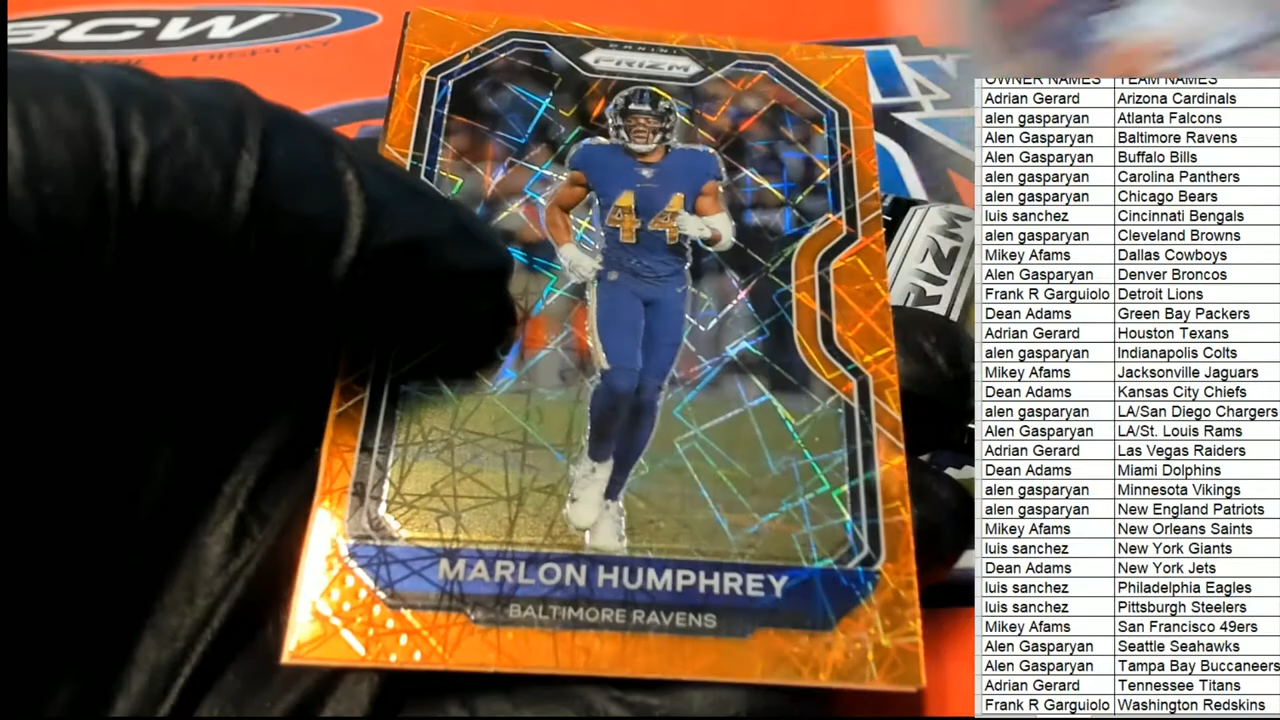 BCW
DISPLAY
PANINI
PRIZM
44
PRIZM
MARLON HUMPHREY
BALTIMORE RAVENS
OWNER NAMES TEAM NAMES
Adrian Gerard Arizona Cardinals
alen gasparyan Atlanta Falcons
Alen Gasparyan Baltimore Ravens
Alen Gasparyan Buffalo Bills
alen gasparyan Carolina Panthers
alen gasparyan Chicago Bears
luis sanchez Cincinnati Bengals
alen gasparyan Cleveland Browns
Mikey Afams Dallas Cowboys
Alen Gasparyan Denver Broncos
Frank R Garguiolo Detroit Lions
Dean Adams Green Bay Packers
Adrian Gerard Houston Texans
alen gasparyan Indianapolis Colts
Mikey Afams Jacksonville Jaguars
Dean Adams Kansas City Chiefs
alen gasparyan LA/San Diego Chargers
Alen Gasparyan LA/St. Louis Rams
Adrian Gerard Las Vegas Raiders
Dean Adams Miami Dolphins
alen gasparyan Minnesota Vikings
alen gasparyan New England Patriots
Mikey Afams New Orleans Saints
luis sanchez New York Giants
Dean Adams New York Jets
luis sanchez Philadelphia Eagles
luis sanchez Pittsburgh Steelers
Mikey Afams San Francisco 49ers
Alen Gasparyan Seattle Seahawks
Alen Gasparyan Tampa Bay Buccaneers
Adrian Gerard Tennessee Titans
Frank R Garguiolo Washington Redskins